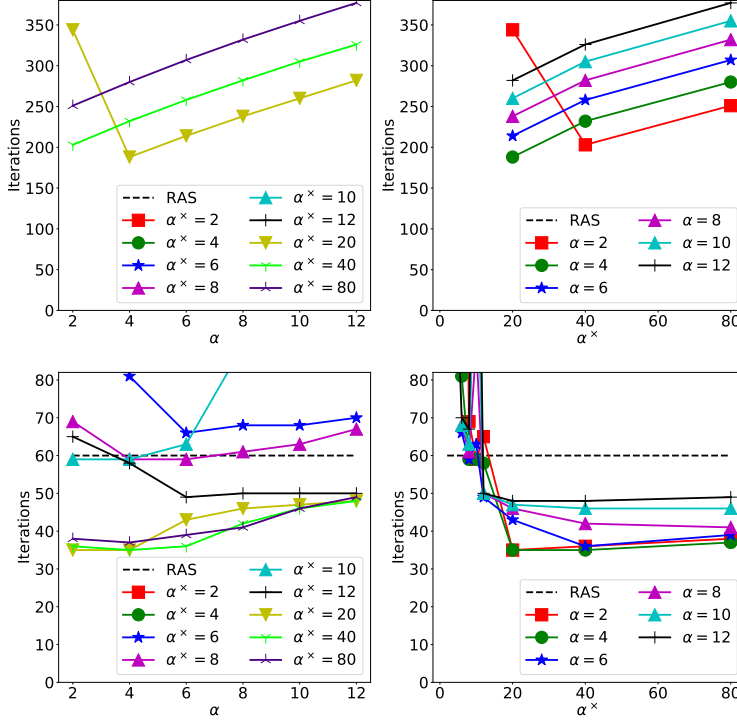 350
300
250
200
150
100
50
0
Iterations
2 4 6 8 10 12
α
RAS
α× = 2
α× = 4
α× = 6
α× = 8
α× = 10
α× = 12
α× = 20
α× = 40
α× = 80
350
300
250
200
150
100
50
0
Iterations
0 20 40 60 80
α×
RAS
α = 2
α = 4
α = 6
α = 8
α = 10
α = 12
80
70
60
50
40
30
20
10
0
Iterations
2 4 6 8 10 12
α
RAS
α× = 2
α× = 4
α× = 6
α× = 8
α× = 10
α× = 12
α× = 20
α× = 40
α× = 80
80
70
60
50
40
30
20
10
0
Iterations
0 20 40 60 80
α×
RAS
α = 2
α = 4
α = 6
α = 8
α = 10
α = 12